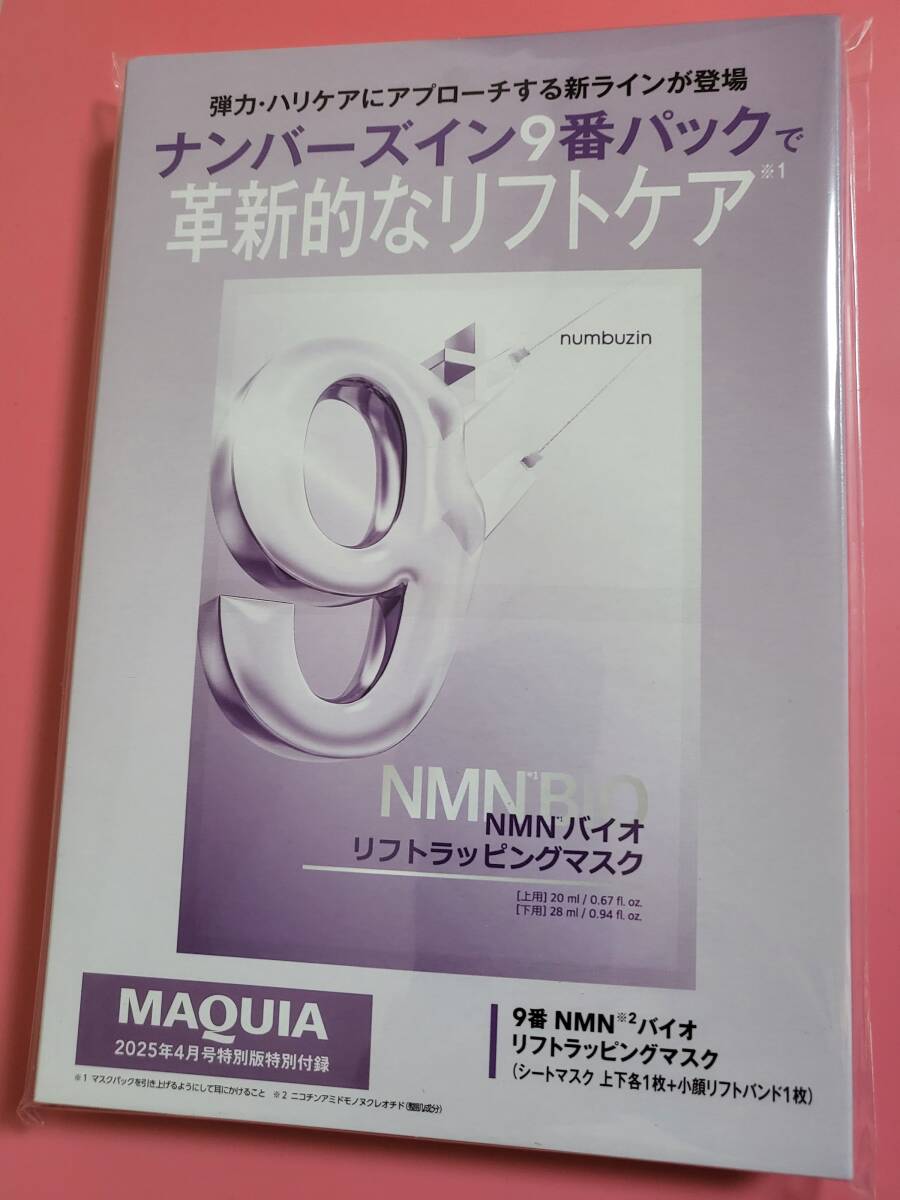 弾力・ハリケアにアプローチする新ラインが登場
ナンバーズイン9番パックで
革新的なリフトケア※1
numbuzin
9
NMN※1 BIO
NMN※1バイオ
リフトラッピングマスク
[上用] 20 ml / 0.67 fl. oz.
[下用] 28 ml / 0.94 fl. oz.
MAQUIA
2025年4月号特別版特別付録
9番 NMN※2バイオ
リフトラッピングマスク
(シートマスク 上下各1枚+小顔リフトバンド1枚)
※1 マスクパックを引き上げるようにして耳にかけること ※2 ニコチンアミドモノヌクレオチド(整肌成分)